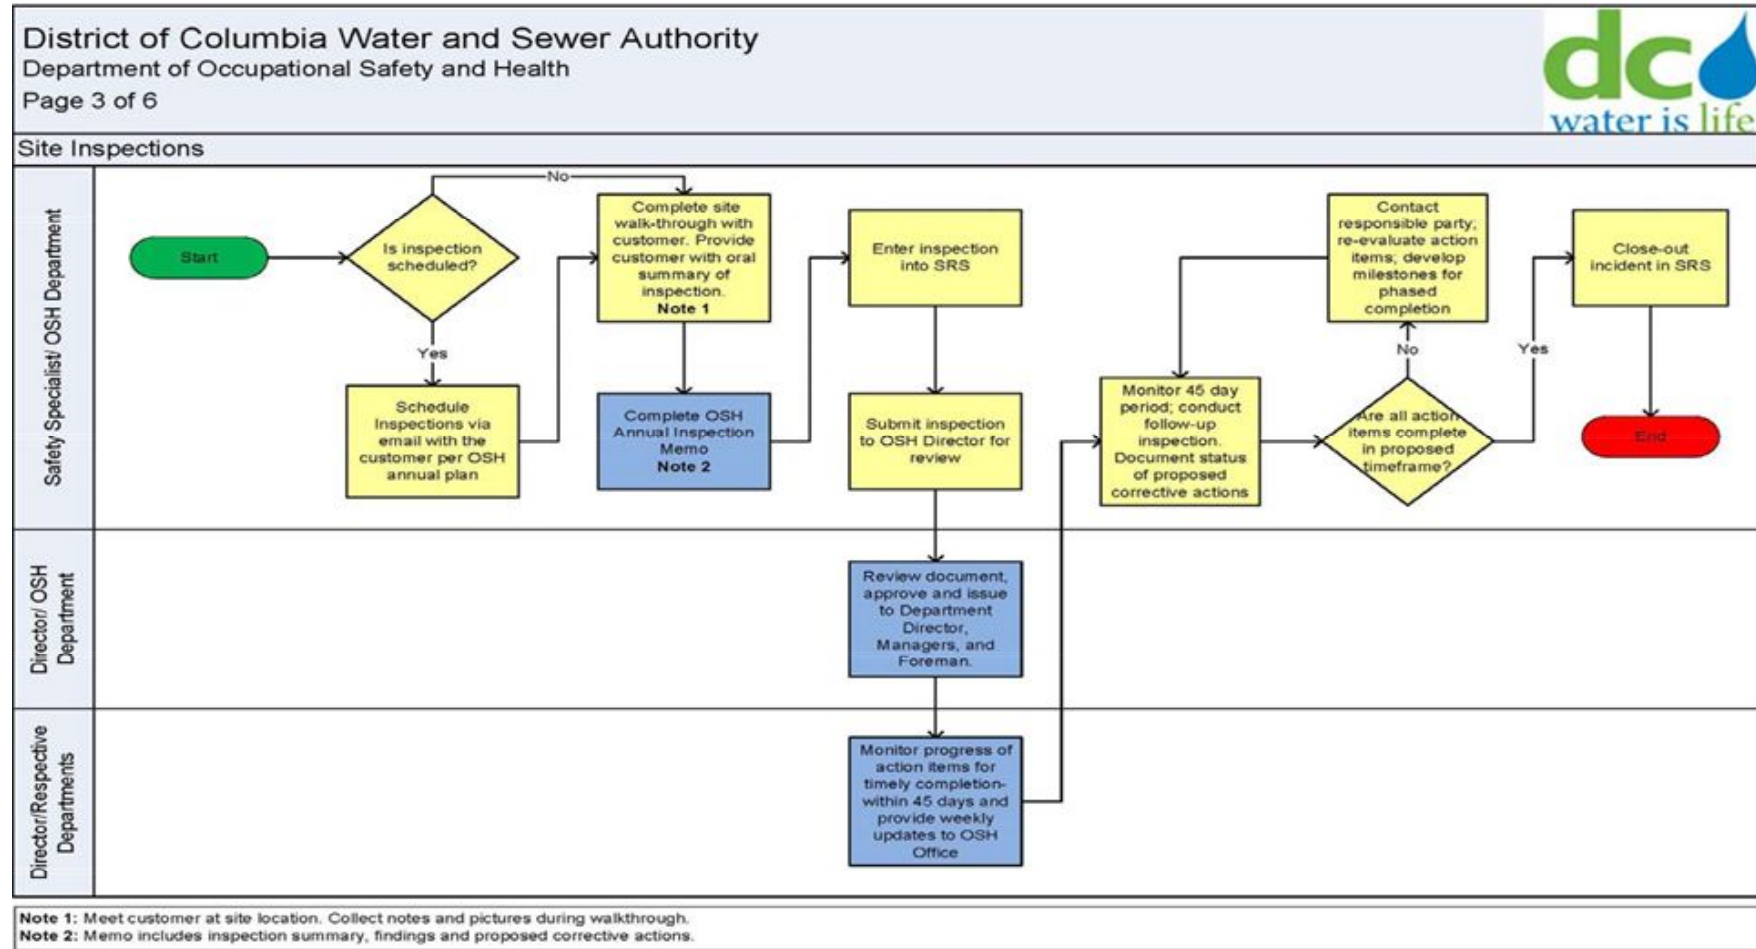 District of Columbia Water and Sewer Authority
Department of Occupational Safety and Health
Page 3 of 6
dc
water is life
Site Inspections
Safety Specialist/ OSH Department
Start
Is inspection
scheduled?
No
Yes
Schedule
Inspections via
email with the
customer per OSH
annual plan
Complete site
walk-through with
customer. Provide
customer with oral
summary of
inspection.
Note 1
Complete OSH
Annual Inspection
Memo
Note 2
Enter inspection
into SRS
Submit inspection
to OSH Director for
review
Monitor 45 day
period; conduct
follow-up
inspection.
Document status
of proposed
corrective actions
Are all action
items complete
in proposed
timeframe?
No
Contact
responsible party;
re-evaluate action
items; develop
milestones for
phased
completion
Yes
Close-out
incident in SRS
End
Director/ OSH
Department
Review document,
approve and issue
to Department
Director,
Managers, and
Foreman.
Director/Respective
Departments
Monitor progress of
action items for
timely completion-
within 45 days and
provide weekly
updates to OSH
Office
Note 1: Meet customer at site location. Collect notes and pictures during walkthrough.
Note 2: Memo includes inspection summary, findings and proposed corrective actions.